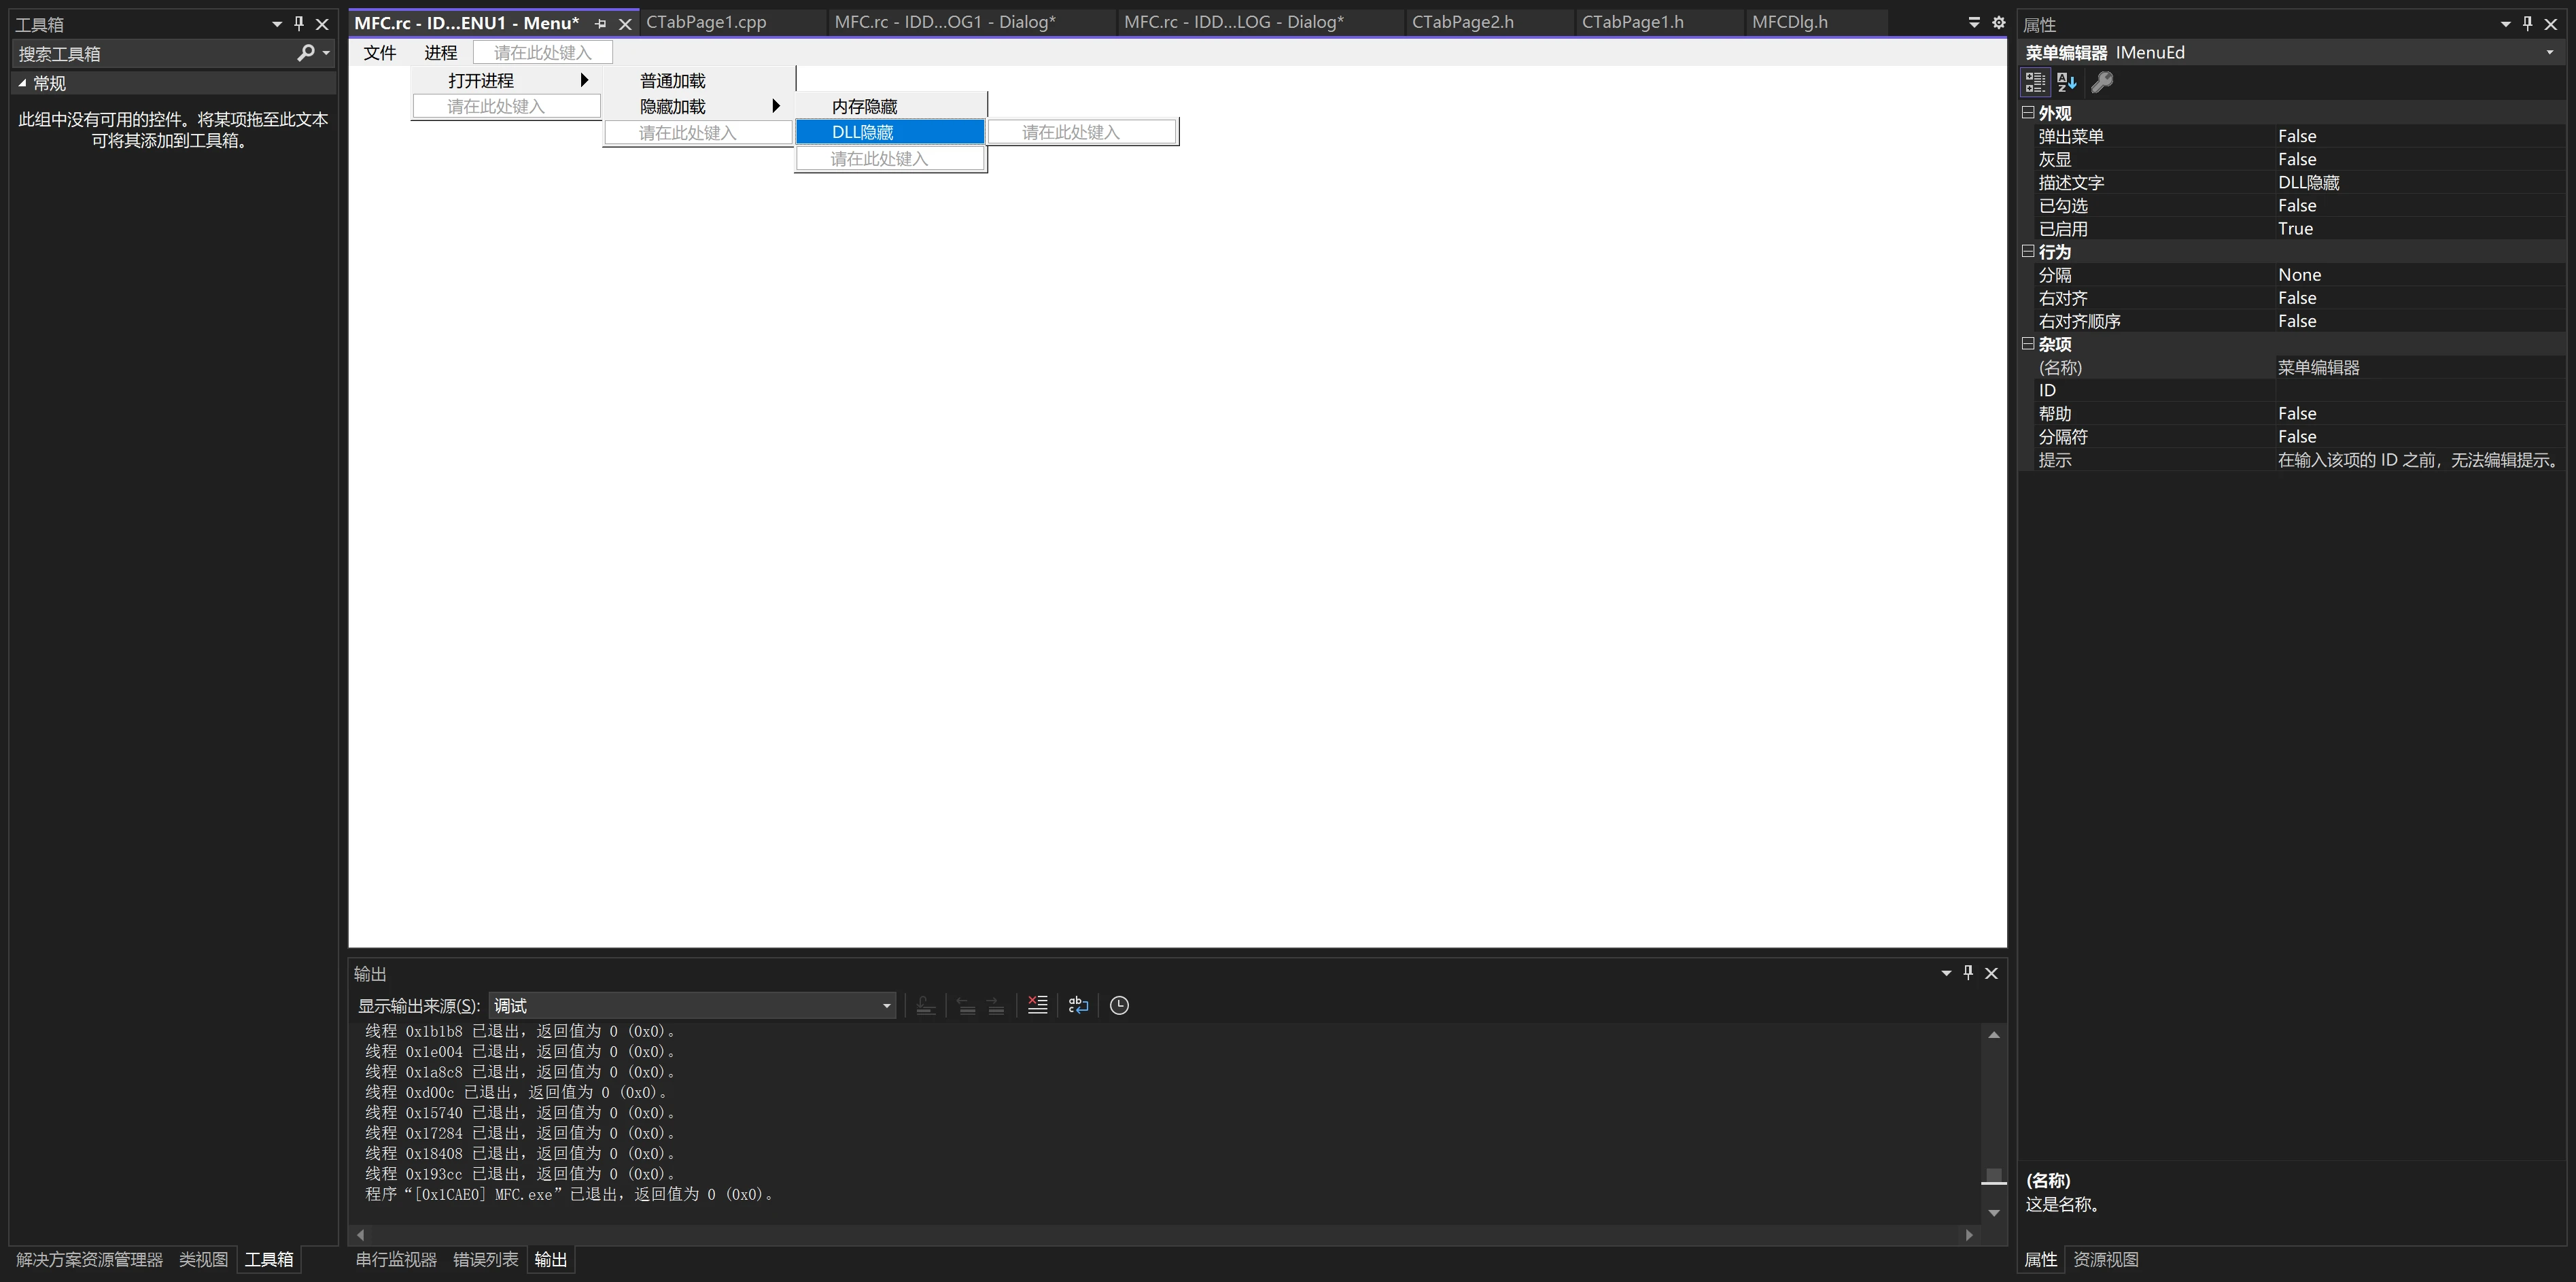 工具箱
搜索工具箱
常规
此组中没有可用的控件。将某项拖至此文本
可将其添加到工具箱。
解决方案资源管理器 类视图 工具箱
MFC.rc - ID...ENU1 - Menu* CTabPage1.cpp MFC.rc - IDD...OG1 - Dialog* MFC.rc - IDD...LOG - Dialog* CTabPage2.h CTabPage1.h MFCDlg.h
文件 进程 请在此处键入
打开进程 普通加载
请在此处键入 隐藏加载 内存隐藏
请在此处键入 DLL隐藏 请在此处键入
请在此处键入
输出
显示输出来源(S): 调试
线程 0x1b1b8 已退出，返回值为 0 (0x0)。
线程 0x1e004 已退出，返回值为 0 (0x0)。
线程 0x1a8c8 已退出，返回值为 0 (0x0)。
线程 0xd00c 已退出，返回值为 0 (0x0)。
线程 0x15740 已退出，返回值为 0 (0x0)。
线程 0x17284 已退出，返回值为 0 (0x0)。
线程 0x18408 已退出，返回值为 0 (0x0)。
线程 0x193cc 已退出，返回值为 0 (0x0)。
程序“[0x1CAE0] MFC.exe”已退出，返回值为 0 (0x0)。
串行监视器 错误列表 输出
属性
菜单编辑器 IMenuEd
外观
弹出菜单 False
灰显 False
描述文字 DLL隐藏
已勾选 False
已启用 True
行为
分隔 None
右对齐 False
右对齐顺序 False
杂项
(名称) 菜单编辑器
ID
帮助 False
分隔符 False
提示 在输入该项的 ID 之前，无法编辑提示。
(名称)
这是名称。
属性 资源视图